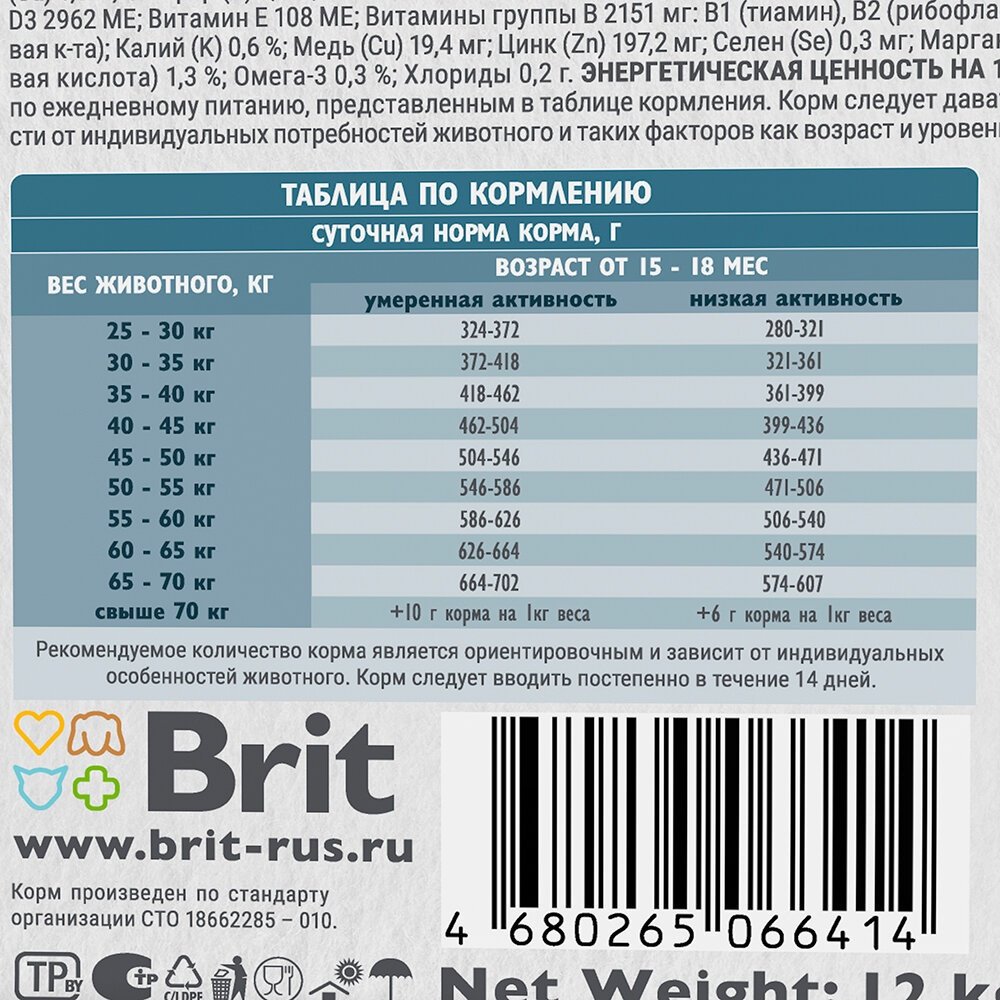 D3 2962 МЕ; Витамин Е 108 МЕ; Витамины группы В 2151 мг: В1 (тиамин), В2 (рибофла
вая к-та); Калий (K) 0,6 %; Медь (Cu) 19,4 мг; Цинк (Zn) 197,2 мг; Селен (Se) 0,3 мг; Марган
вая кислота) 1,3 %; Омега-3 0,3 %; Хлориды 0,2 г. ЭНЕРГЕТИЧЕСКАЯ ЦЕННОСТЬ НА 1
по ежедневному питанию, представленным в таблице кормления. Корм следует дава
сти от индивидуальных потребностей животного и таких факторов как возраст и уровен
ТАБЛИЦА ПО КОРМЛЕНИЮ
СУТОЧНАЯ НОРМА КОРМА, Г
ВЕС ЖИВОТНОГО, КГ ВОЗРАСТ ОТ 15 - 18 МЕС
умеренная активность низкая активность
25 - 30 кг 324-372 280-321
30 - 35 кг 372-418 321-361
35 - 40 кг 418-462 361-399
40 - 45 кг 462-504 399-436
45 - 50 кг 504-546 436-471
50 - 55 кг 546-586 471-506
55 - 60 кг 586-626 506-540
60 - 65 кг 626-664 540-574
65 - 70 кг 664-702 574-607
свыше 70 кг +10 г корма на 1кг веса +6 г корма на 1кг веса
Рекомендуемое количество корма является ориентировочным и зависит от индивидуальных
особенностей животного. Корм следует вводить постепенно в течение 14 дней.
Brit
www.brit-rus.ru
Корм произведен по стандарту
организации СТО 18662285 – 010.
4 680265 066414
TP BY
C/LDPE
Net Weight: 12 k